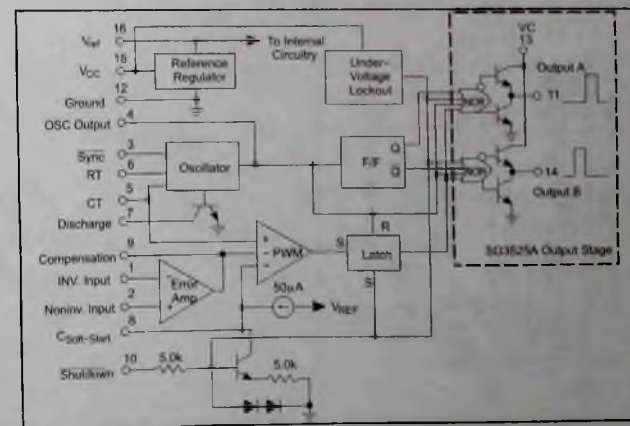 16
Vref
To Internal
Circuitry
15
VCC
Reference
Regulator
Under-
Voltage
Lockout
VC
13
Output A
NOR
11
12
Ground
4
OSC Output
3
Sync
6
RT
Oscillator
F/F
Q
Q
NOR
14
Output B
5
CT
7
Discharge
R
9
Compensation
+
−
−
PWM
S
Latch
S
SG3525A Output Stage
1
INV. Input
−
Error
Amp
+
2
Noninv. Input
50μA
VREF
8
CSoft-Start
10
Shutdown
5.0k
5.0k